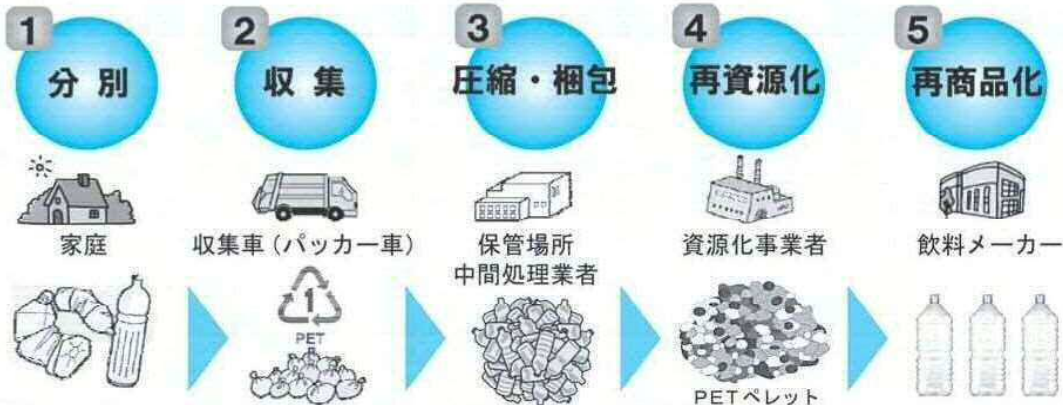 1
分別
家庭
2
収集
収集車（パッカー車）
1
PET
3
圧縮・梱包
保管場所
中間処理業者
4
再資源化
資源化事業者
PETペレット
5
再商品化
飲料メーカー